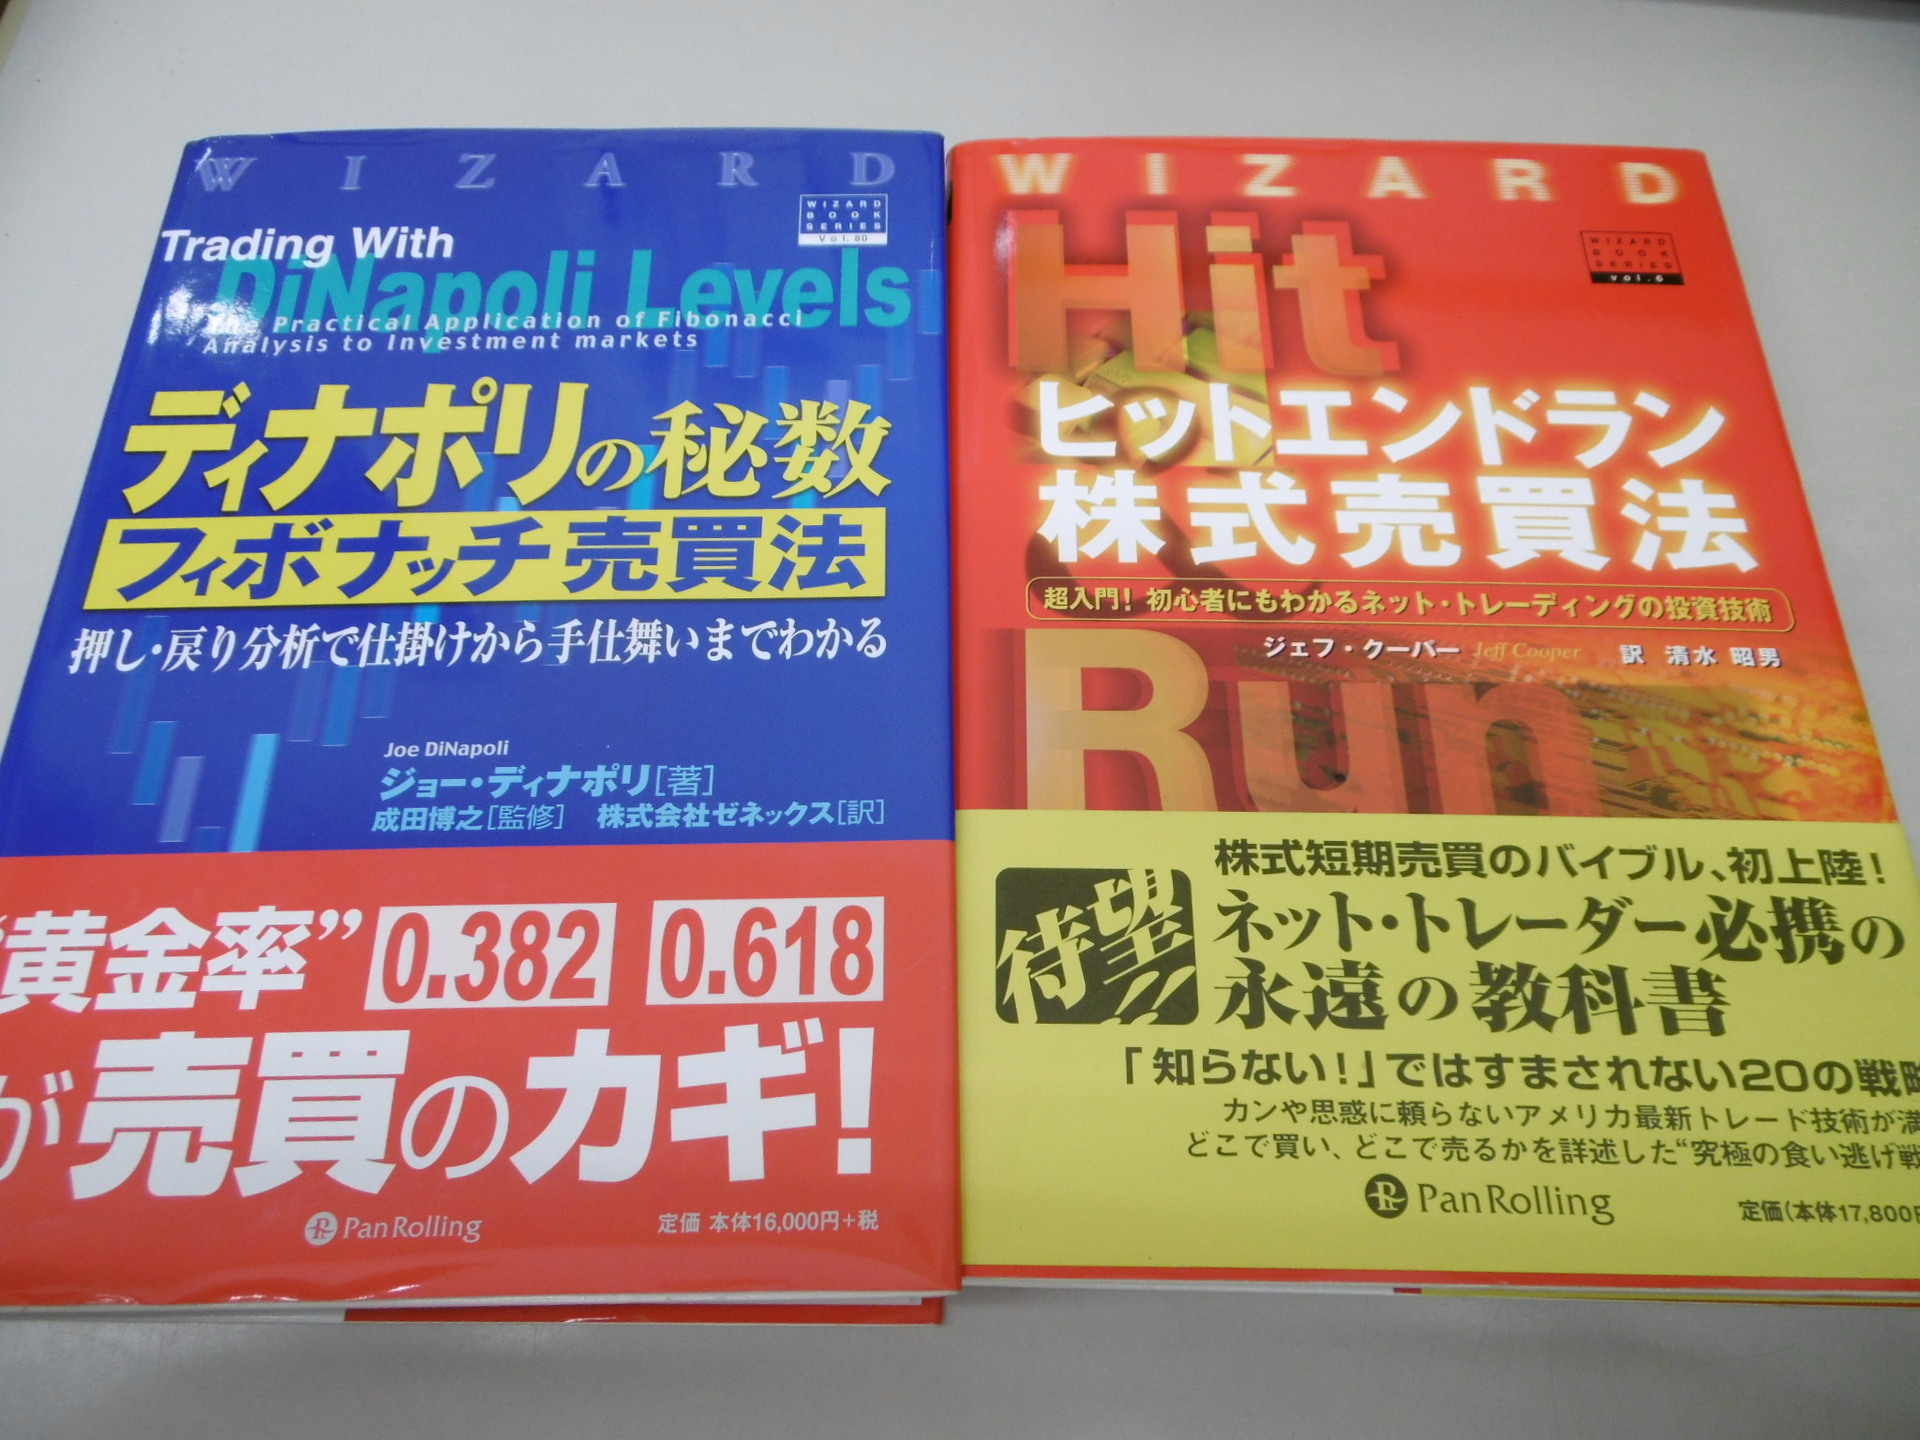 WIZARD
WIZARD
BOOK
SERIES
Vol. 80
Trading With
DiNapoli Levels
The Practical Application of Fibonacci
Analysis to Investment markets
ディナポリの秘数
フィボナッチ売買法
押し・戻り分析で仕掛けから手仕舞いまでわかる
Joe DiNapoli
ジョー・ディナポリ[著]
成田博之[監修] 株式会社ゼネックス[訳]
“黄金率” 0.382 0.618
が売買のカギ!
PanRolling
定価 本体16,000円+税
WIZARD
WIZARD
BOOK
SERIES
vol.6
Hit
&
ヒットエンドラン
株式売買法
超入門! 初心者にもわかるネット・トレーディングの投資技術
ジェフ・クーパー Jeff Cooper 訳 清水 昭男
Run
待望!!
株式短期売買のバイブル、初上陸!
ネット・トレーダー必携の
永遠の教科書
「知らない!」ではすまされない20の戦略
カンや思惑に頼らないアメリカ最新トレード技術が満
どこで買い、どこで売るかを詳述した“究極の食い逃げ戦
PanRolling
定価(本体17,800円